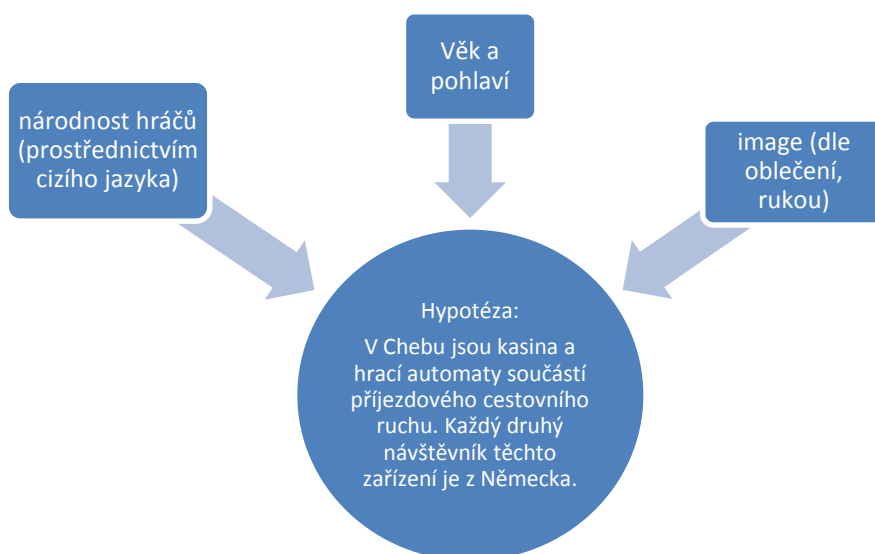 Věk a
pohlaví
národnost hráčů
(prostřednictvím
cizího jazyka)
image (dle
oblečení,
rukou)
Hypotéza:
V Chebu jsou kasina a
hrací automaty součástí
příjezdového cestovního
ruchu. Každý druhý
návštěvník těchto
zařízení je z Německa.